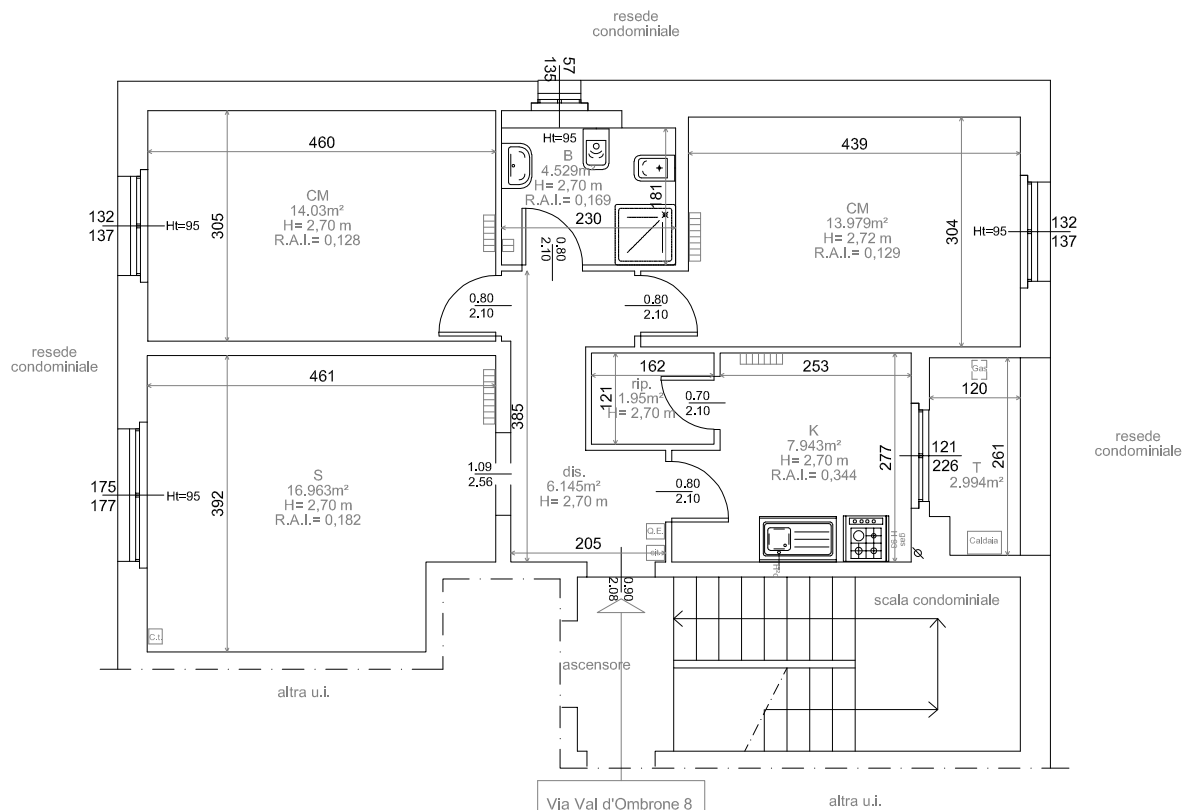 resede
condominiale
57
135
Ht=95
460
CM
14.03m²
H= 2,70 m
R.A.I.= 0,128
305
132
137
Ht=95
B
4.529m²
H= 2,70 m
R.A.I.= 0,169
181
230
0.80
2.10
439
CM
13.979m²
H= 2,72 m
R.A.I.= 0,129
304
Ht=95
132
137
0.80
2.10
0.80
2.10
resede
condominiale
461
S
16.963m²
H= 2,70 m
R.A.I.= 0,182
392
175
177
Ht=95
C.t.
1.09
2.56
385
162
121
rip.
1.95m²
H= 2,70 m
0.70
2.10
253
K
7.943m²
H= 2,70 m
R.A.I.= 0,344
277
Gas
120
121
226
261
T
2.994m²
Caldaia
resede
condominiale
dis.
6.145m²
H= 2,70 m
0.80
2.10
Q.E.
cit.
205
gas
0.90
2.08
scala condominiale
ascensore
altra u.i.
Via Val d'Ombrone 8
altra u.i.